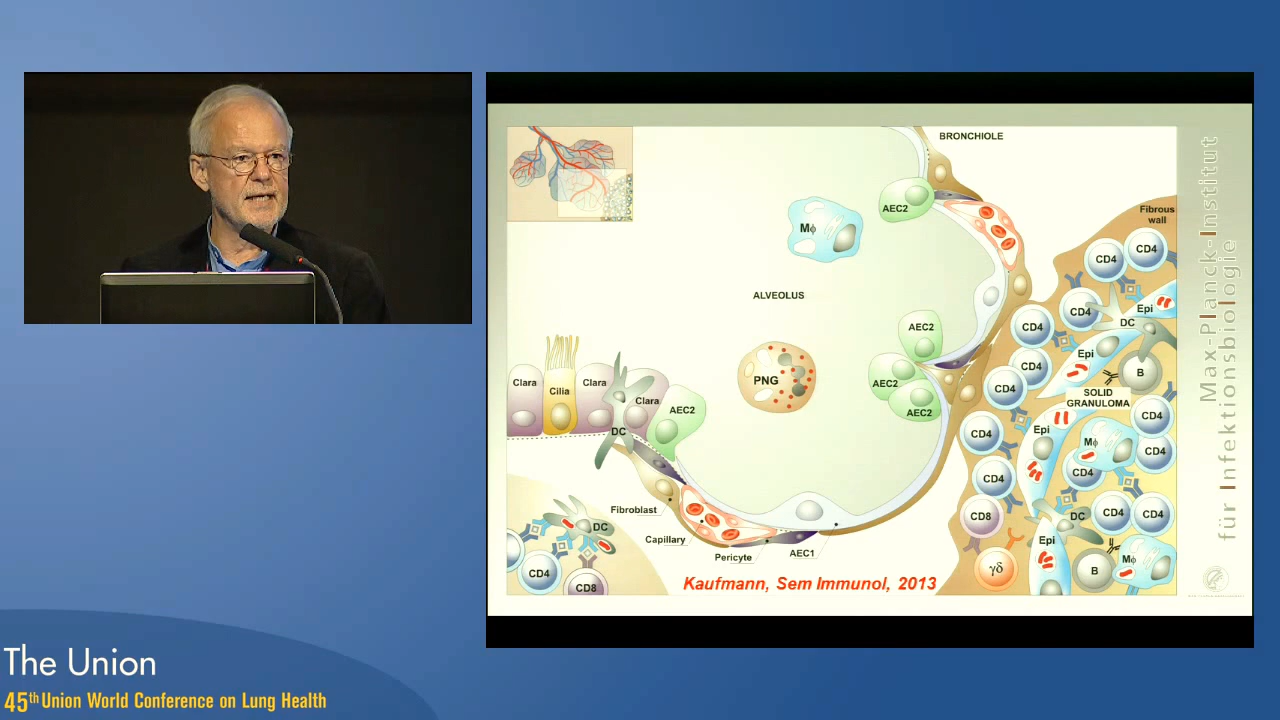 BRONCHIOLE
Fibrous
wall
AEC2
Mϕ
CD4
CD4
ALVEOLUS
CD4
CD4
Epi
DC
AEC2
Epi
CD4
B
PNG
AEC2
AEC2
CD4
SOLID
GRANULOMA
Clara
Cilia
Clara
Clara
AEC2
DC
CD4
Epi
Mϕ
CD4
CD4
CD4
CD4
Fibroblast
Capillary
Pericyte
AEC1
DC
CD4
CD8
CD8
DC
CD4
CD4
Epi
γδ
B
Mϕ
Kaufmann, Sem Immunol, 2013
Max-Planck-Institut
für Infektionsbiologie
The Union
45th Union World Conference on Lung Health